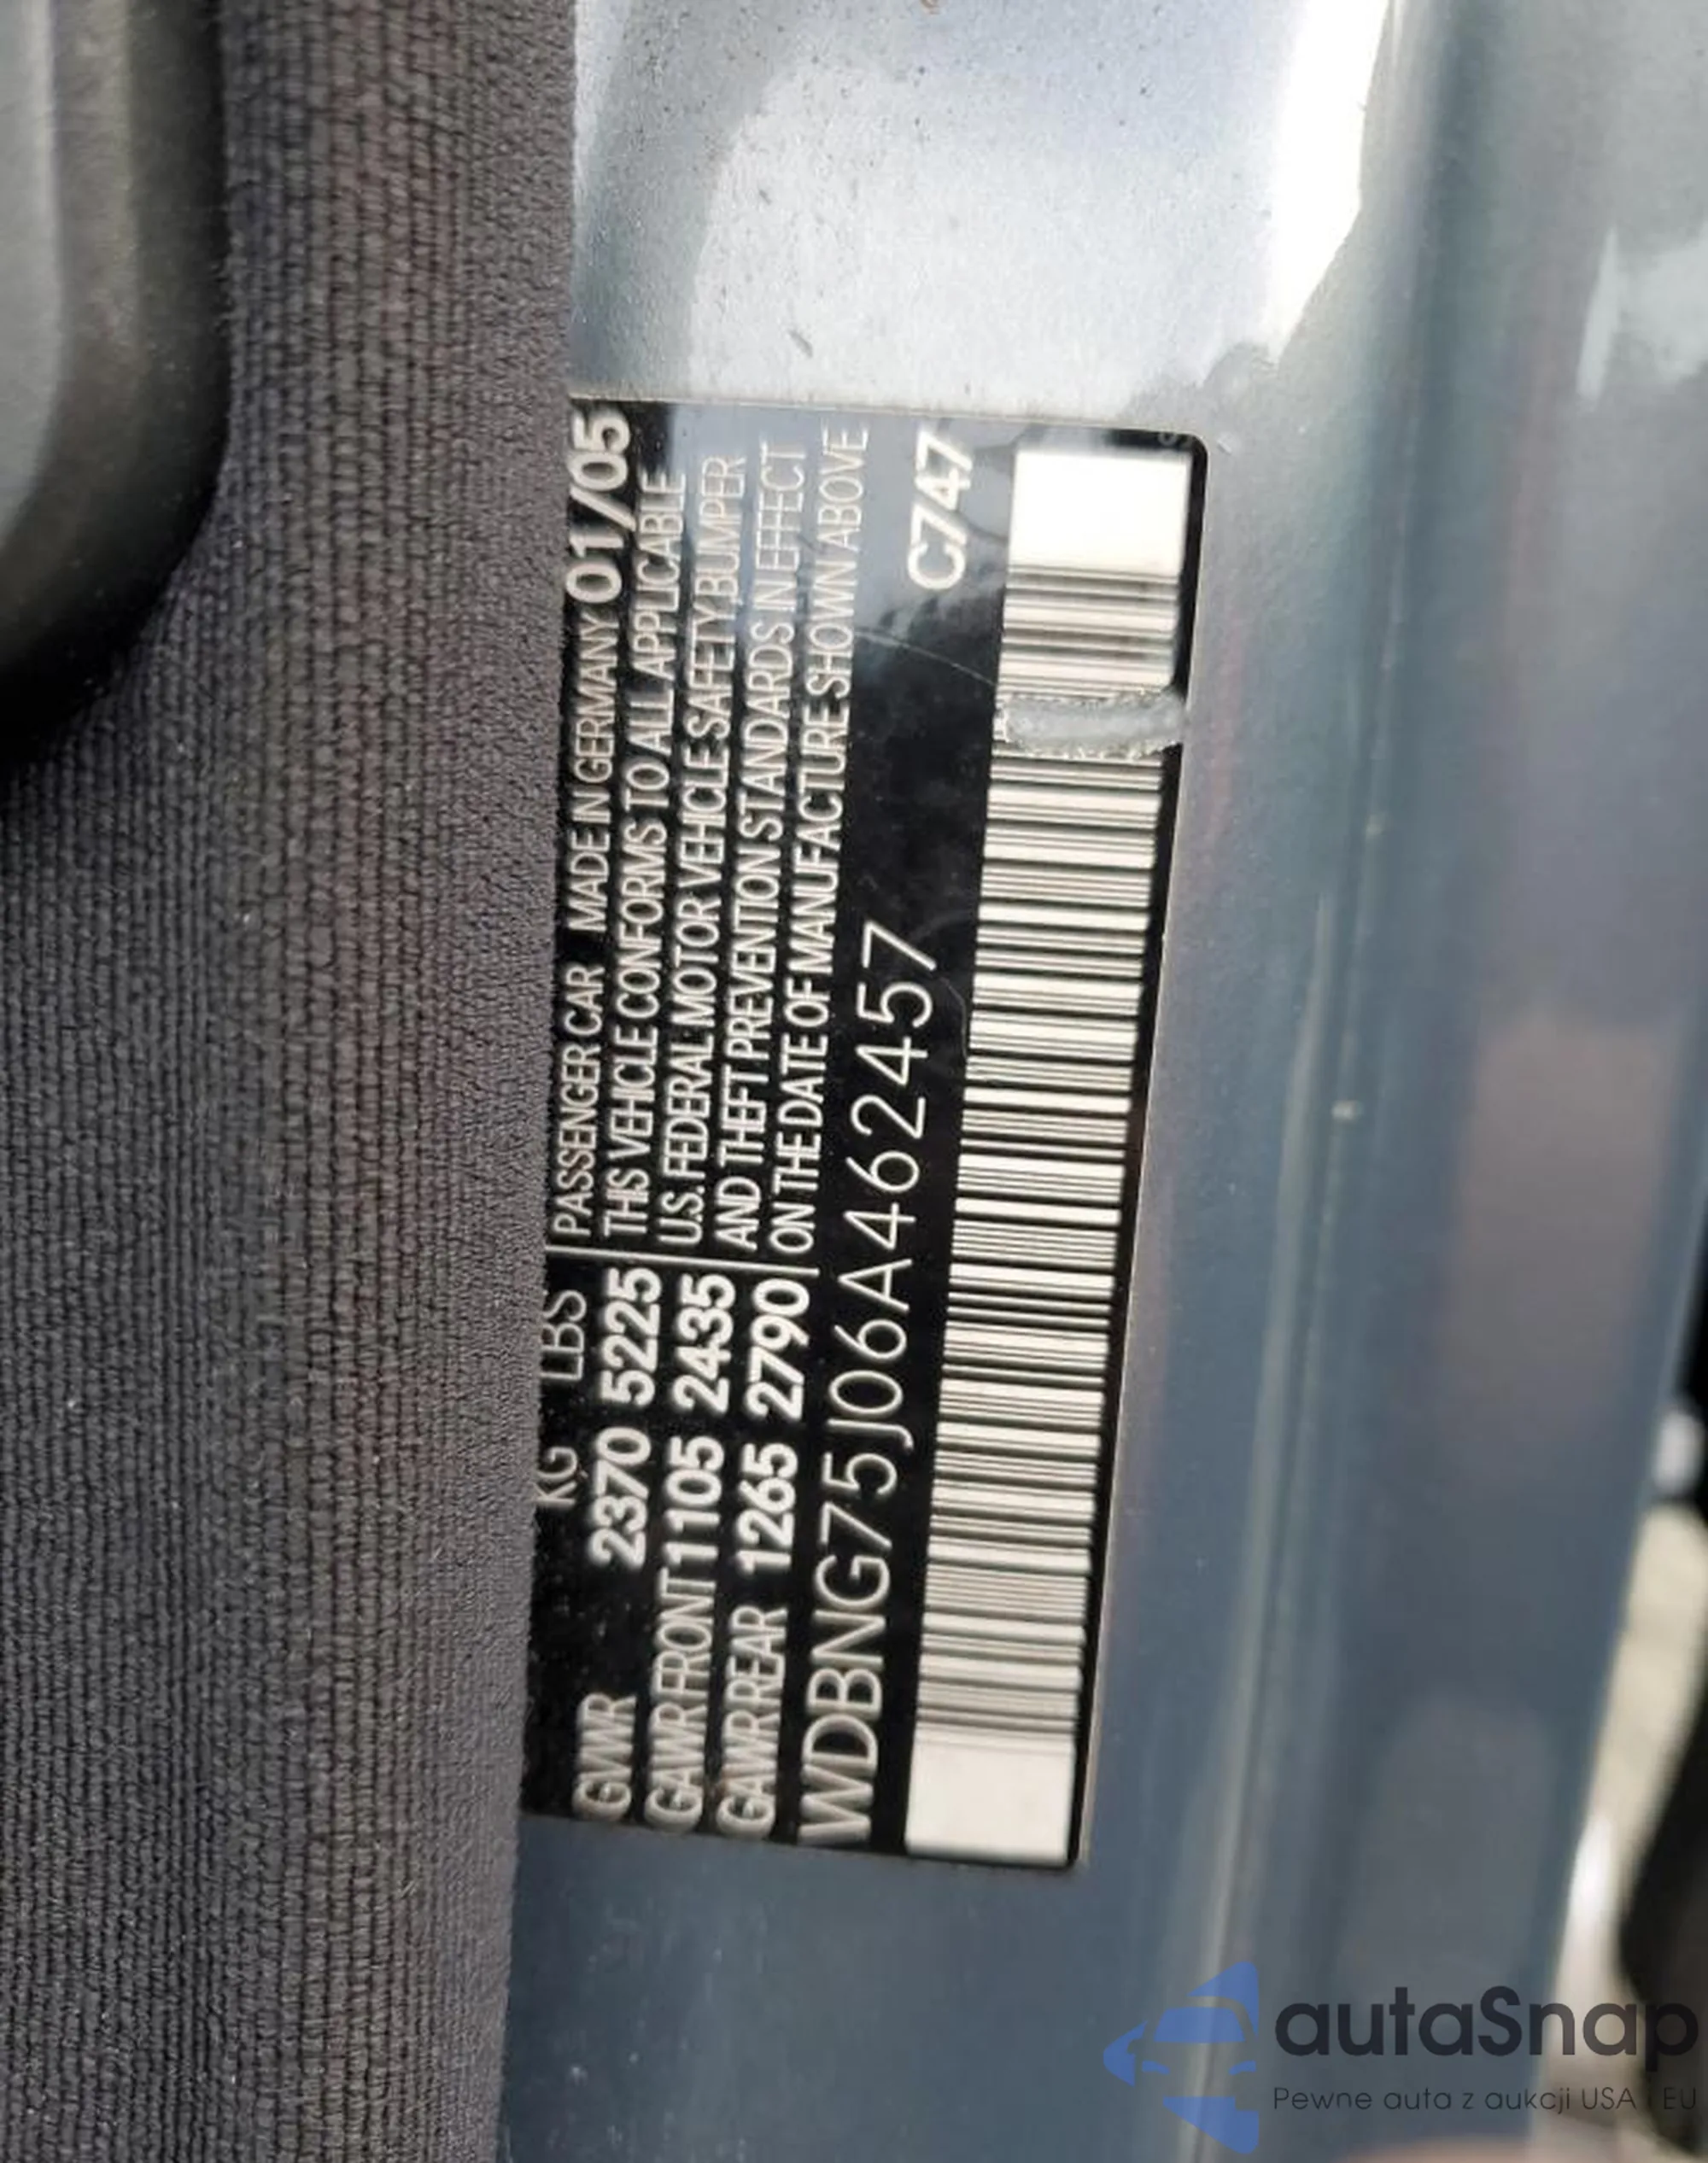 KG LBS
GVWR 2370 5225
GAWR FRONT 1105 2435
GAWR REAR 1265 2790
PASSENGER CAR MADE IN GERMANY 01/05
THIS VEHICLE CONFORMS TO ALL APPLICABLE
U.S. FEDERAL MOTOR VEHICLE SAFETY, BUMPER
AND THEFT PREVENTION STANDARDS IN EFFECT
ON THE DATE OF MANUFACTURE SHOWN ABOVE
WDBNG75J06A462457
C747
autaSnap
Pewne auta z aukcji USA i EU